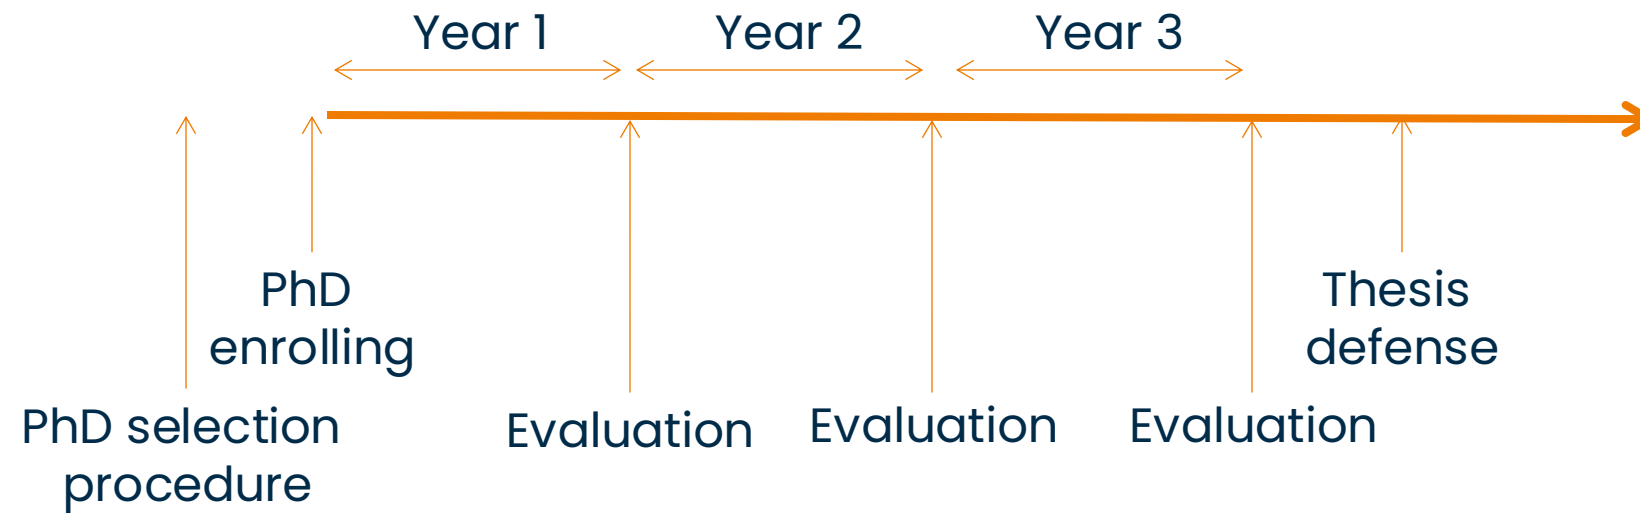 Year 1
Year 2
Year 3
PhD
enrolling
Thesis
defense
PhD selection
procedure
Evaluation
Evaluation
Evaluation